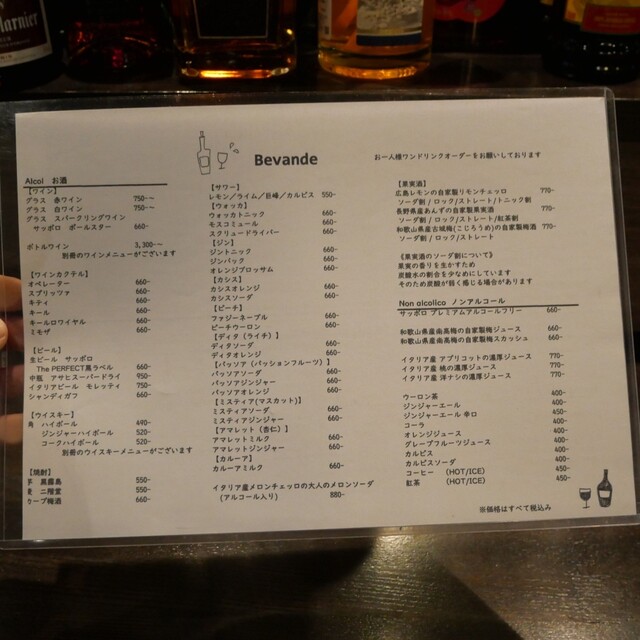 Marnier
Bevande
お一人様ワンドリンクオーダーをお願いしております
Alcol お酒
【ワイン】
グラス 赤ワイン 750-~
グラス 白ワイン 750-~
グラス スパークリングワイン
サッポロ ポールスター 660-
ボトルワイン 3,300-~
別冊のワインメニューがございます
【ワインカクテル】
オペレーター 660-
スプリッツァ 660-
キティ 660-
キール 660-
キールロワイヤル 660-
ミモザ 660-
【ビール】
生ビール サッポロ
The PERFECT黒ラベル 660-
中瓶 アサヒスーパードライ 950-
イタリアビール モレッティ 750-
シャンディガフ 660-
【ウイスキー】
角 ハイボール 490-
ジンジャーハイボール 520-
コークハイボール 520-
別冊のウイスキーメニューがございます
【焼酎】
芋 黒霧島 550-
麦 二階堂 550-
カープ梅酒 660-
【サワー】
レモン/ライム/巨峰/カルピス 550-
【ウォッカ】
ウォッカトニック 660-
モスコミュール 660-
スクリュードライバー 660-
【ジン】
ジントニック 660-
ジンバック 660-
オレンジブロッサム 660-
【カシス】
カシスオレンジ 660-
カシスソーダ 660-
【ピーチ】
ファジーネーブル 660-
ピーチウーロン 660-
【ディタ（ライチ）】
ディタソーダ 660-
ディタオレンジ 660-
【パッソア（パッションフルーツ）】
パッソアソーダ 660-
パッソアジンジャー 660-
パッソアオレンジ 660-
【ミスティア(マスカット)】
ミスティアソーダ 660-
ミスティアジンジャー 660-
【アマレット（杏仁）】
アマレットミルク 660-
アマレットジンジャー 660-
【カルーア】
カルーアミルク 660-
イタリア産メロンチェッロの大人のメロンソーダ
(アルコール入り) 880-
【果実酒】
広島レモンの自家製リモンチェッロ 770-
ソーダ割 / ロック/ストレート/トニック割
長野県産あんずの自家製果実酒 770-
ソーダ割 / ロック/ストレート/紅茶割
和歌山県産古城梅(こじろうめ)の自家製梅酒 770-
ソーダ割 / ロック/ストレート
《果実酒のソーダ割について》
果実の香りを生かすため
炭酸水の割合を少なめにしています
そのため炭酸が弱く感じる場合があります
Non alcolico ノンアルコール
サッポロ プレミアムアルコールフリー 660-
和歌山県産南高梅の自家製梅ジュース 660-
和歌山県産南高梅の自家製梅スカッシュ 660-
イタリア産 アプリコットの濃厚ジュース 770-
イタリア産 桃の濃厚ジュース 770-
イタリア産 洋ナシの濃厚ジュース 770-
ウーロン茶 400-
ジンジャーエール 400-
ジンジャーエール 辛口 450-
コーラ 400-
オレンジジュース 400-
グレープフルーツジュース 400-
カルピス 400-
カルピスソーダ 450-
コーヒー (HOT/ICE) 450-
紅茶 (HOT/ICE) 450-
※価格はすべて税込み